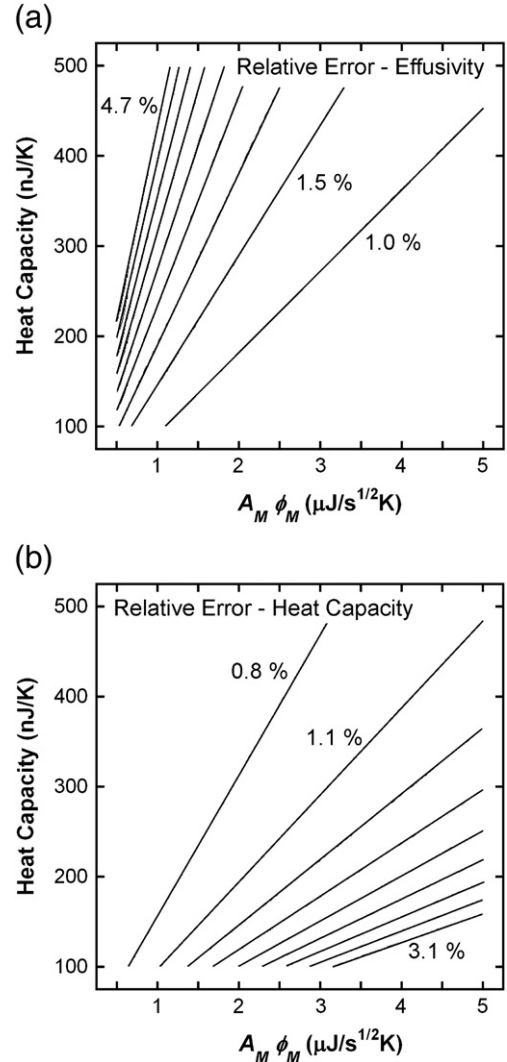 (a)
Relative Error - Effusivity
500
4.7 %
400
1.5 %
300
1.0 %
200
100
Heat Capacity (nJ/K)
1 2 3 4 5
A_M ϕ_M (μJ/s^{1/2}K)
(b)
500
Relative Error - Heat Capacity
0.8 %
400
1.1 %
300
200
3.1 %
100
Heat Capacity (nJ/K)
1 2 3 4 5
A_M ϕ_M (μJ/s^{1/2}K)